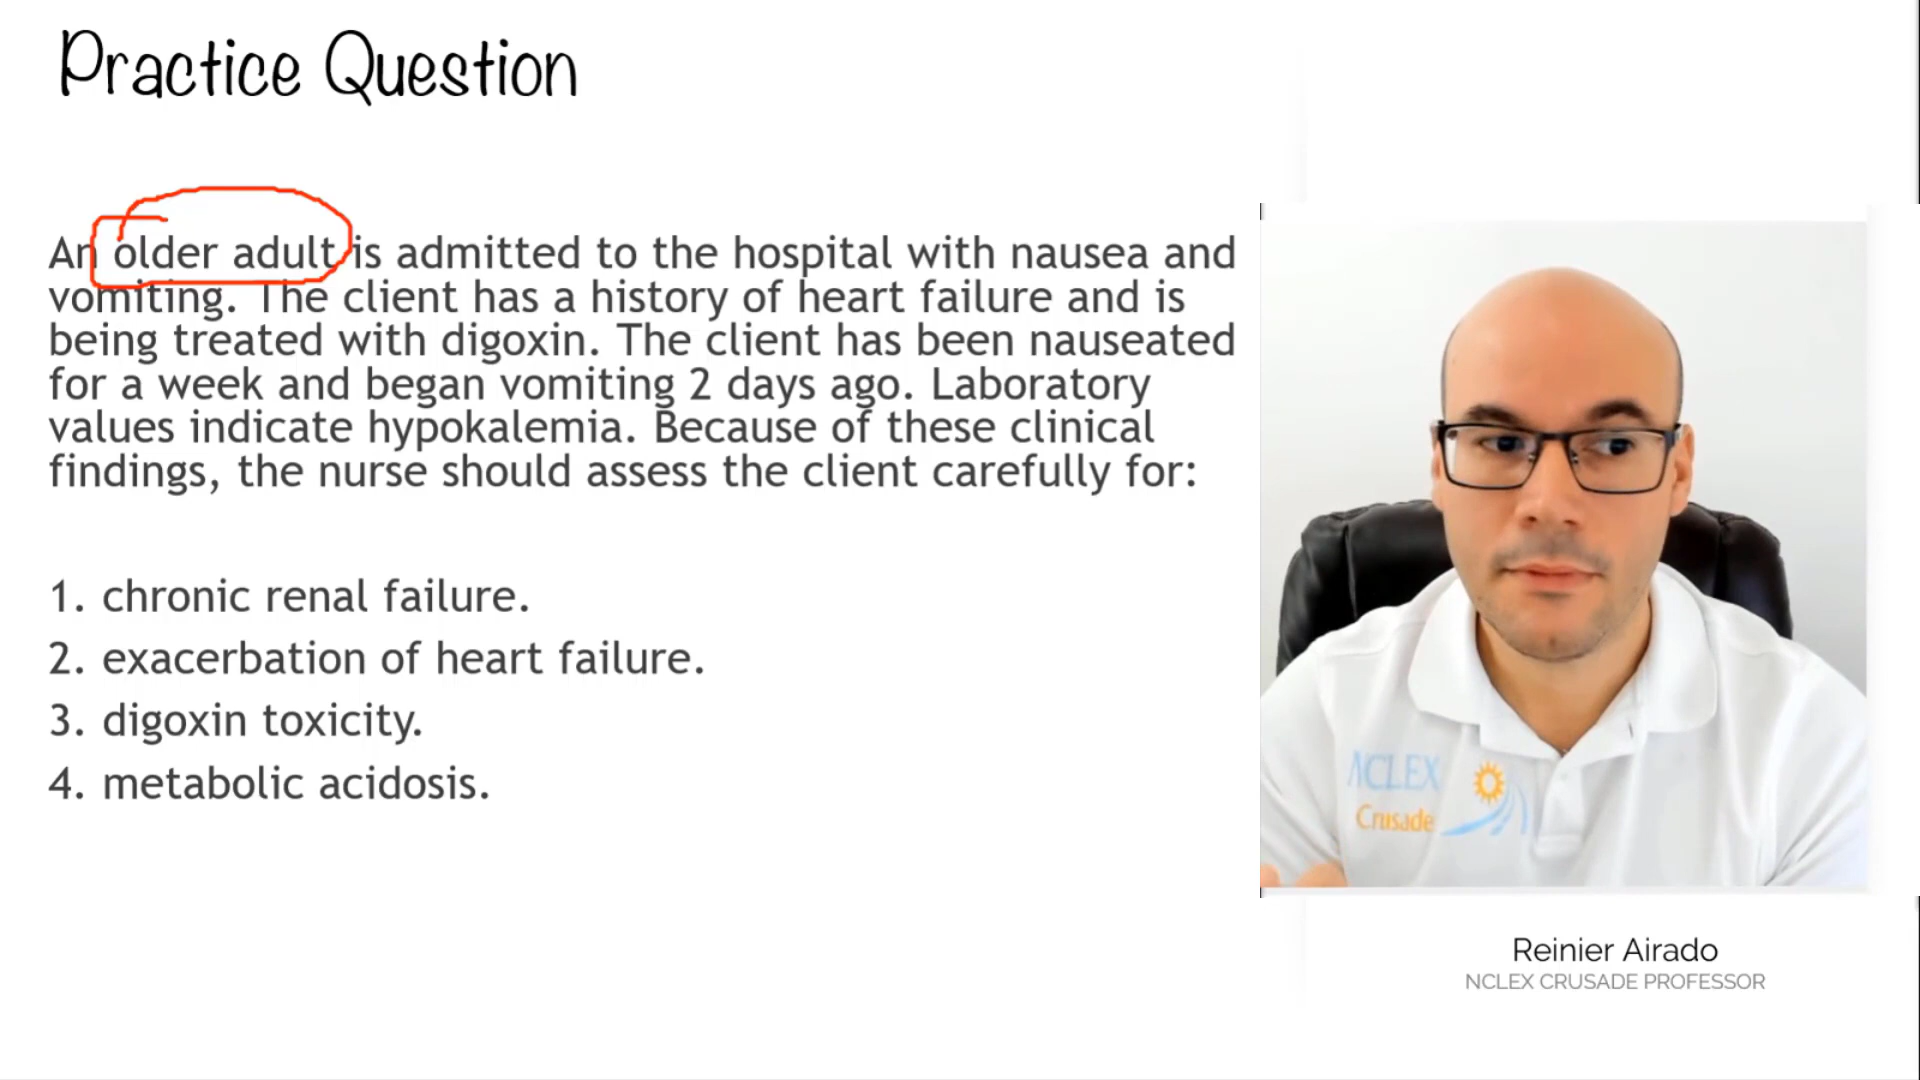 Practice Question
An older adult is admitted to the hospital with nausea and
vomiting. The client has a history of heart failure and is
being treated with digoxin. The client has been nauseated
for a week and began vomiting 2 days ago. Laboratory
values indicate hypokalemia. Because of these clinical
findings, the nurse should assess the client carefully for:
1. chronic renal failure.
2. exacerbation of heart failure.
3. digoxin toxicity.
4. metabolic acidosis.
NCLEX
Crusade
Reinier Airado
NCLEX CRUSADE PROFESSOR